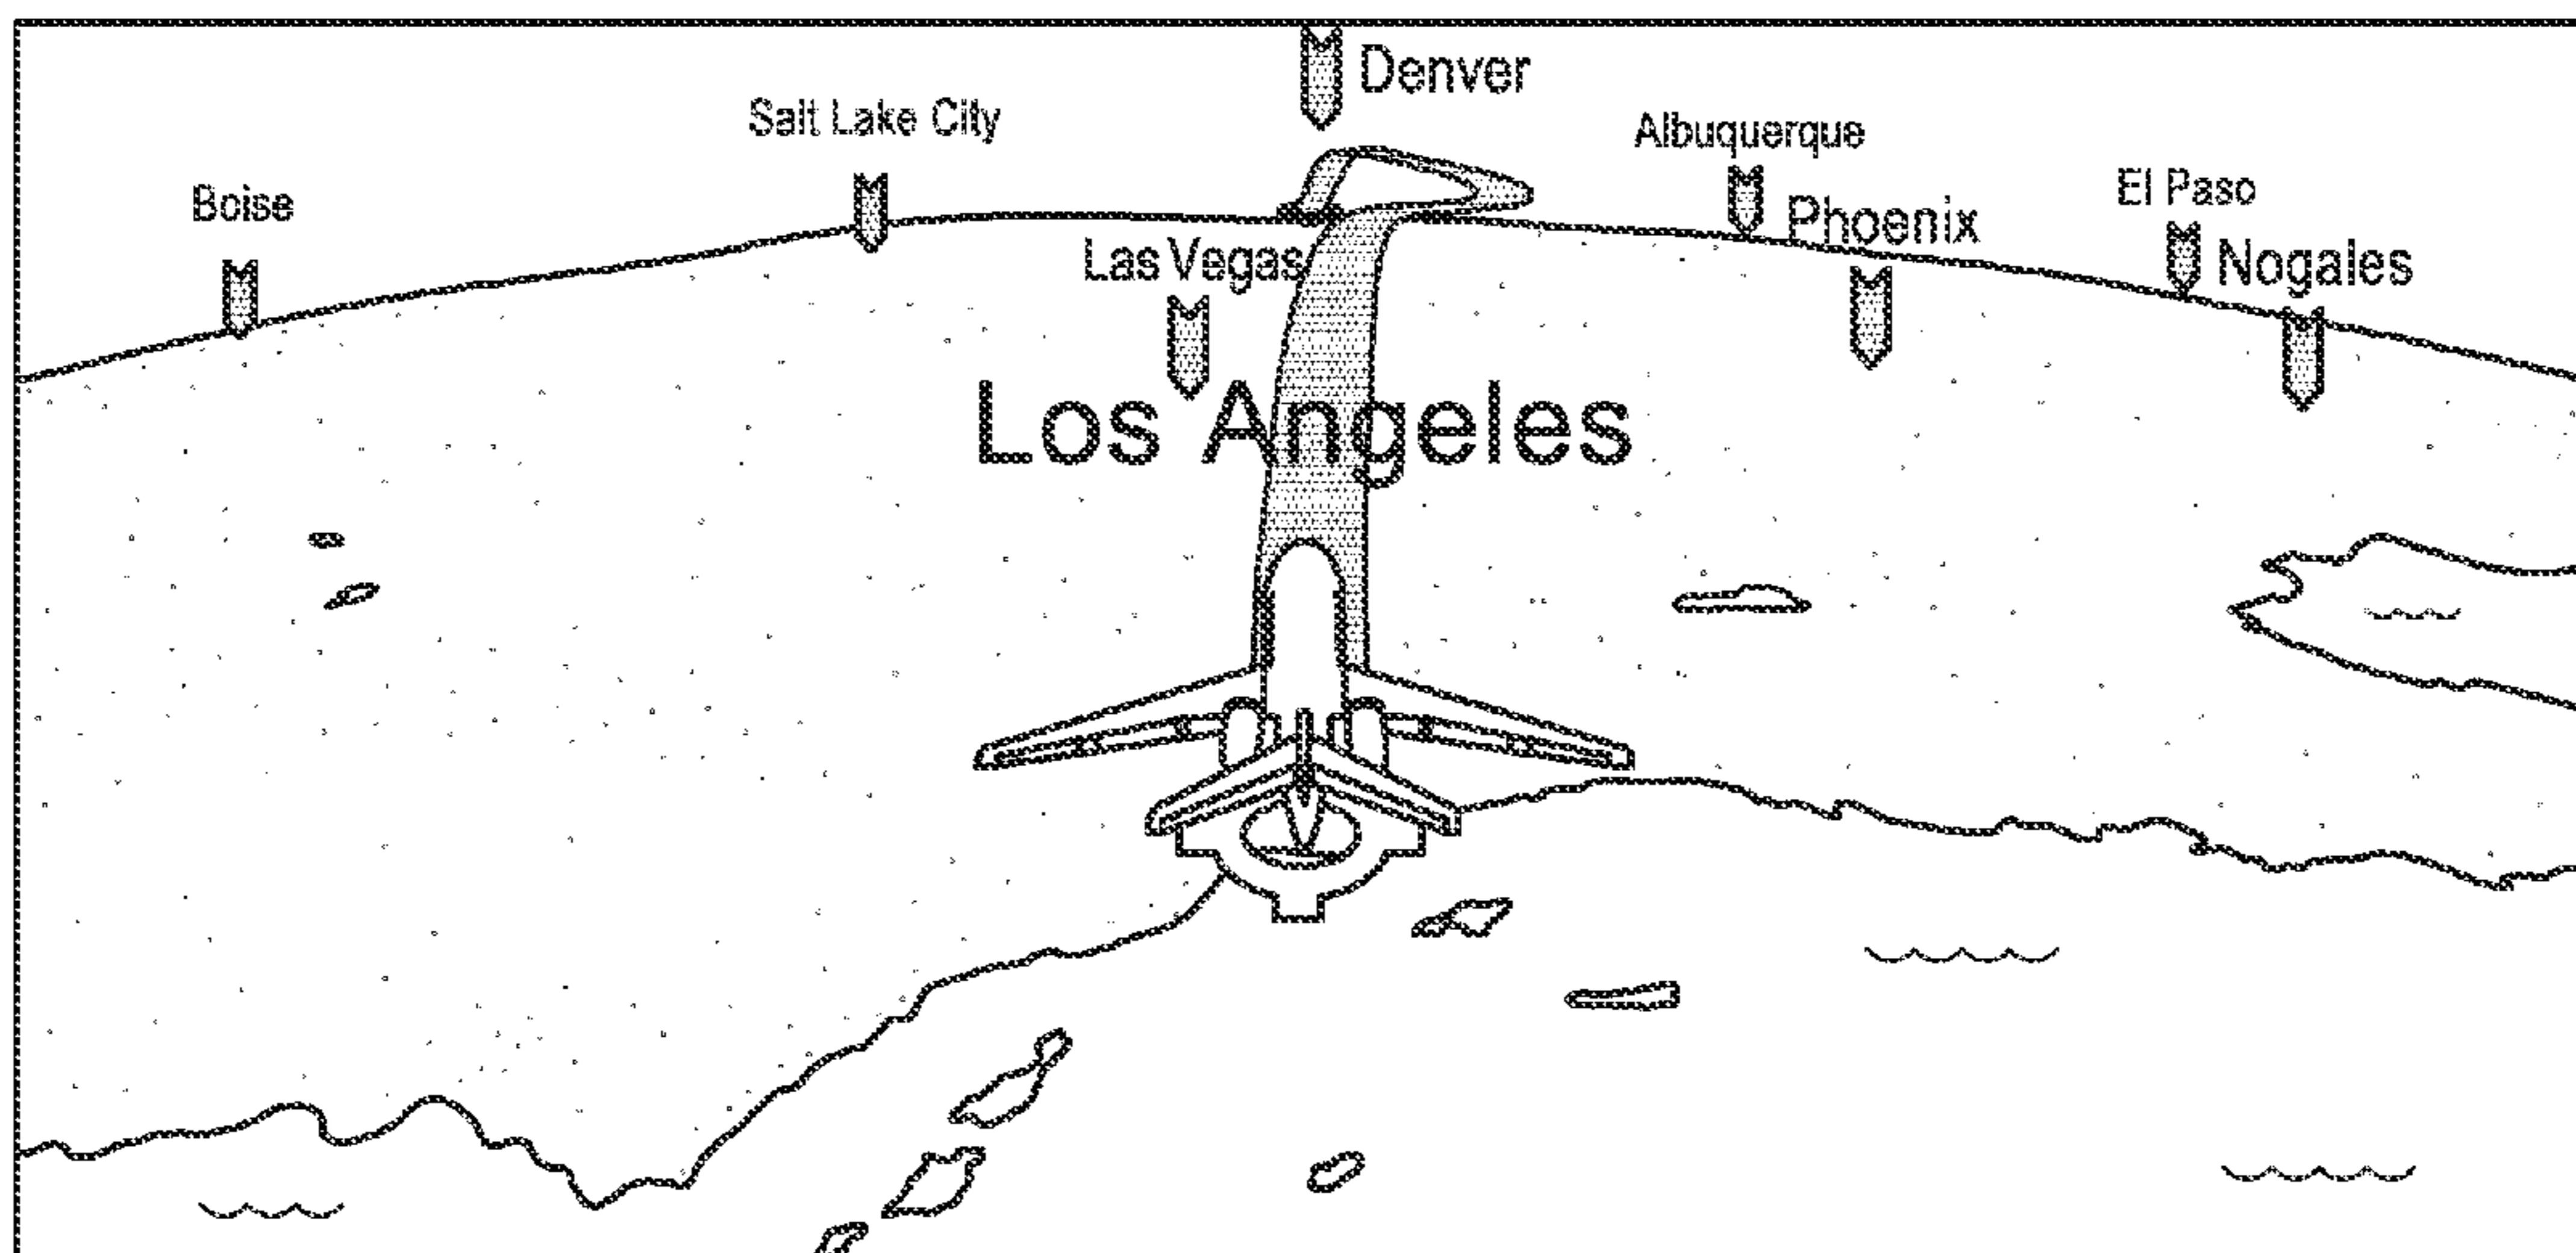 Denver
Salt Lake City
Albuquerque
Boise
El Paso
Phoenix
Las Vegas
Nogales
Los Angeles